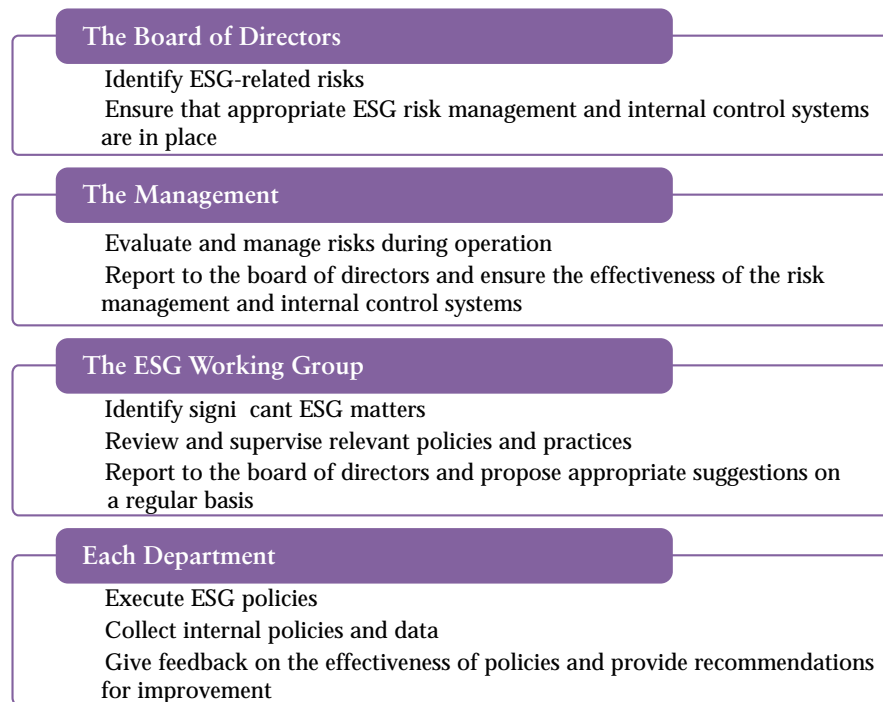 The Board of Directors
Identify ESG-related risks
Ensure that appropriate ESG risk management and internal control systems
are in place
The Management
Evaluate and manage risks during operation
Report to the board of directors and ensure the effectiveness of the risk
management and internal control systems
The ESG Working Group
Identify signi cant ESG matters
Review and supervise relevant policies and practices
Report to the board of directors and propose appropriate suggestions on
a regular basis
Each Department
Execute ESG policies
Collect internal policies and data
Give feedback on the effectiveness of policies and provide recommendations
for improvement